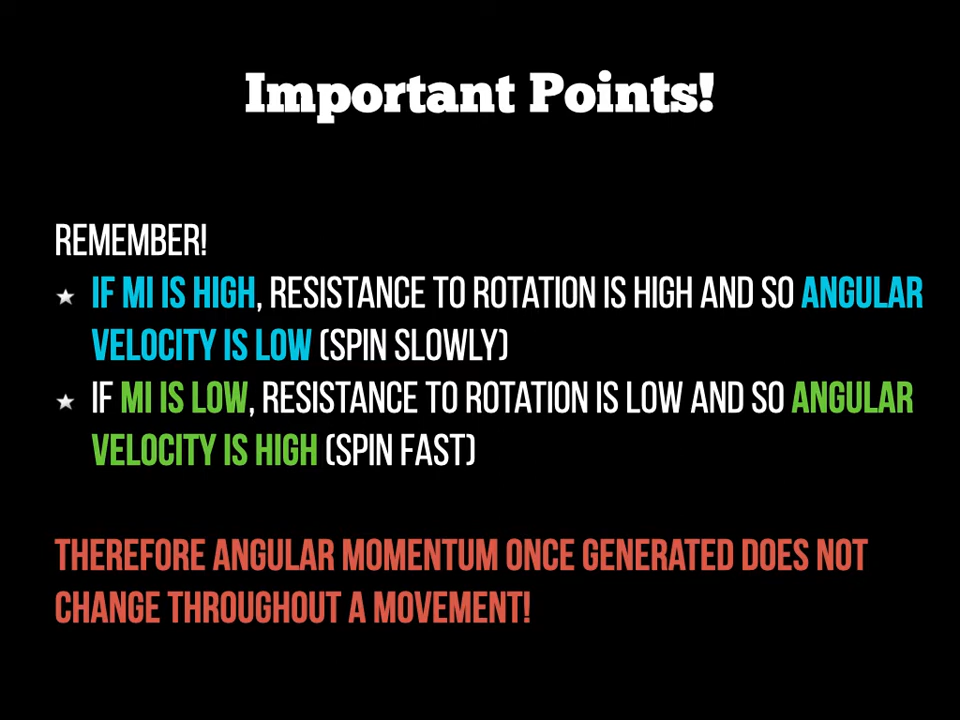 Important Points!
REMEMBER!
★ IF MI IS HIGH, RESISTANCE TO ROTATION IS HIGH AND SO ANGULAR
VELOCITY IS LOW (SPIN SLOWLY)
★ IF MI IS LOW, RESISTANCE TO ROTATION IS LOW AND SO ANGULAR
VELOCITY IS HIGH (SPIN FAST)
THEREFORE ANGULAR MOMENTUM ONCE GENERATED DOES NOT
CHANGE THROUGHOUT A MOVEMENT!